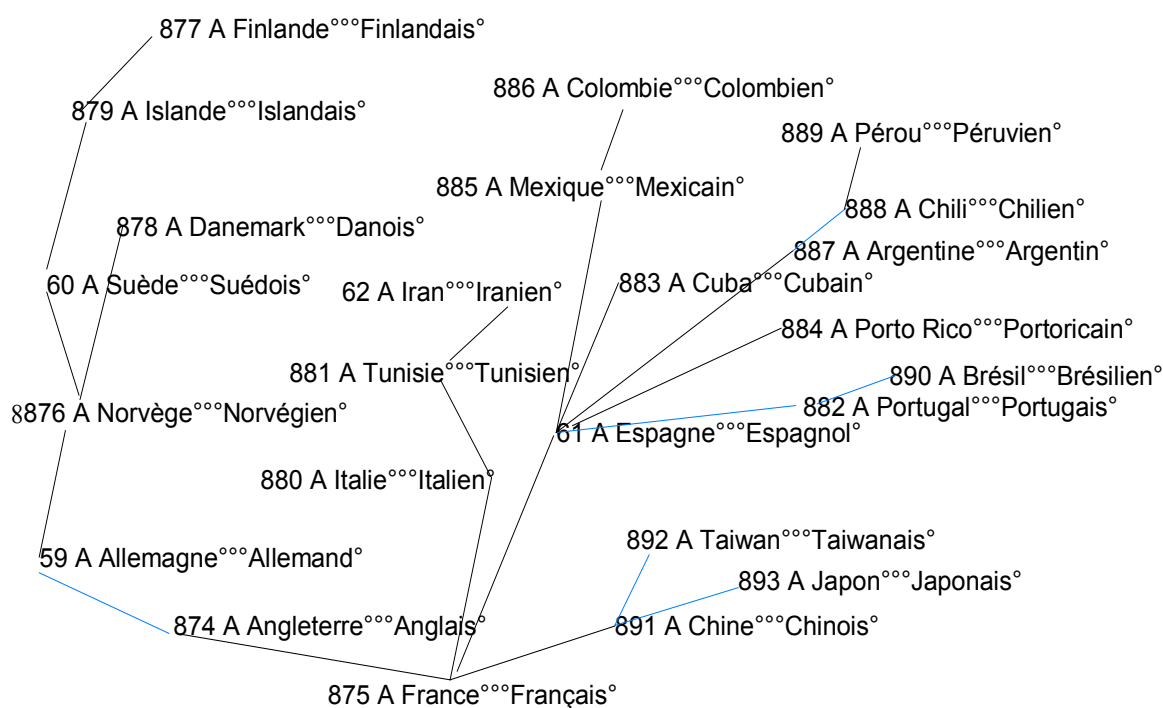 877 A Finlande°°°Finlandais°
886 A Colombie°°°Colombien°
879 A Islande°°°Islandais°
889 A Pérou°°°Péruvien°
885 A Mexique°°°Mexicain°
888 A Chili°°°Chilien°
878 A Danemark°°°Danois°
887 A Argentine°°°Argentin°
60 A Suède°°°Suédois°
62 A Iran°°°Iranien°
883 A Cuba°°°Cubain°
884 A Porto Rico°°°Portoricain°
881 A Tunisie°°°Tunisien°
890 A Brésil°°°Brésilien°
882 A Portugal°°°Portugais°
8876 A Norvège°°°Norvégien°
61 A Espagne°°°Espagnol°
880 A Italie°°°Italien°
892 A Taiwan°°°Taiwanais°
59 A Allemagne°°°Allemand°
893 A Japon°°°Japonais°
874 A Angleterre°°°Anglais°
891 A Chine°°°Chinois°
875 A France°°°Français°